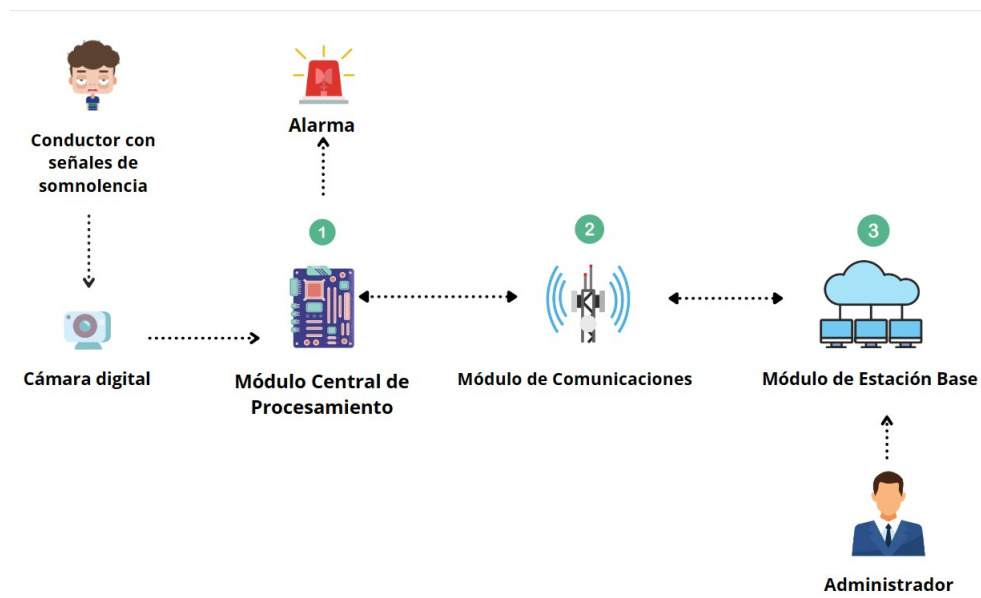 Conductor con
señales de
somnolencia
Alarma
1
2
3
Cámara digital
Módulo Central de
Procesamiento
Módulo de Comunicaciones
Módulo de Estación Base
Administrador